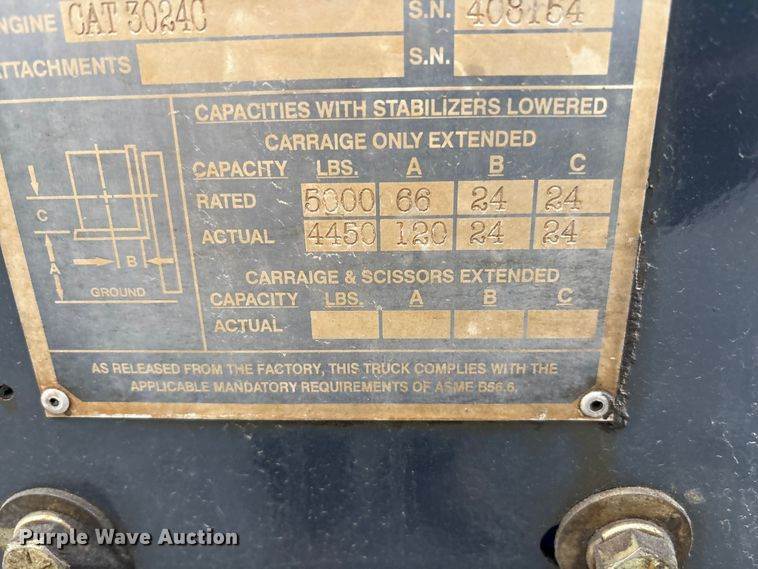 ENGINE CAT 3024C S.N. 408154
ATTACHMENTS S.N.
CAPACITIES WITH STABILIZERS LOWERED
CARRAIGE ONLY EXTENDED
CAPACITY LBS. A B C
RATED 5000 66 24 24
ACTUAL 4450 120 24 24
CARRAIGE & SCISSORS EXTENDED
CAPACITY LBS. A B C
ACTUAL
C
B
A
GROUND
AS RELEASED FROM THE FACTORY, THIS TRUCK COMPLIES WITH THE
APPLICABLE MANDATORY REQUIREMENTS OF ASME B56.6.
Purple Wave Auction